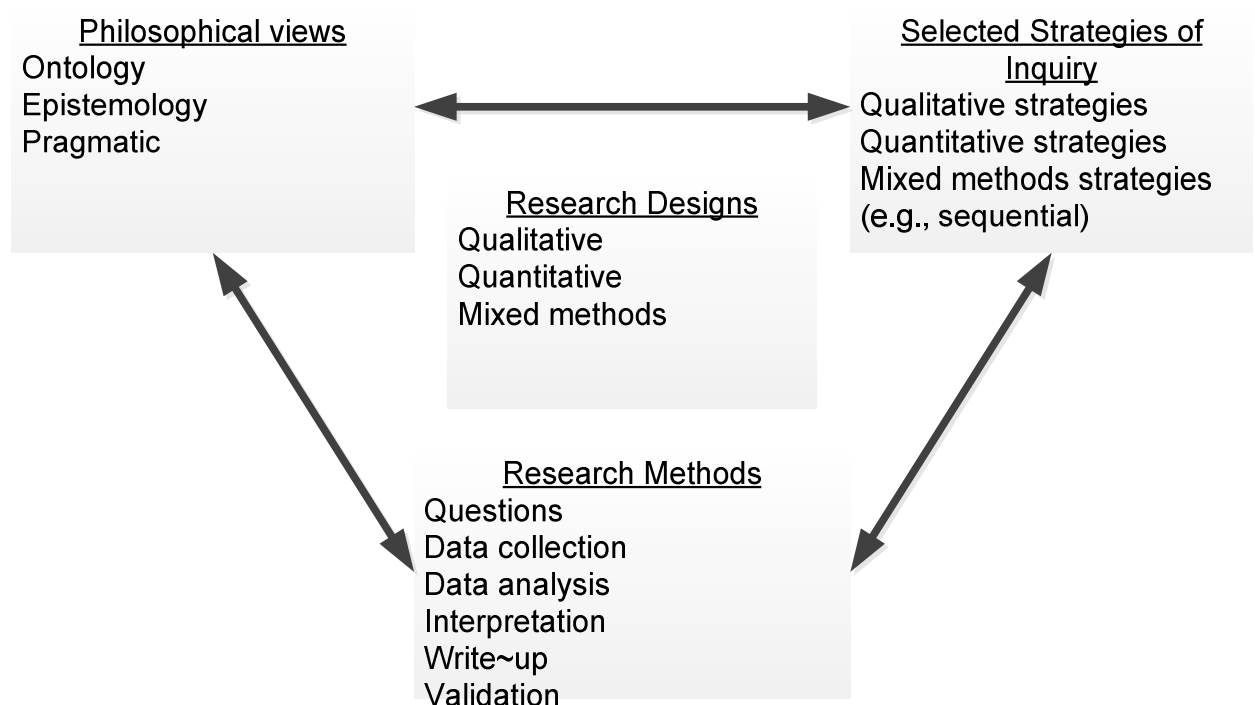 Philosophical views
Ontology
Epistemology
Pragmatic
Selected Strategies of
Inquiry
Qualitative strategies
Quantitative strategies
Mixed methods strategies
(e.g., sequential)
Research Designs
Qualitative
Quantitative
Mixed methods
Research Methods
Questions
Data collection
Data analysis
Interpretation
Write~up
Validation